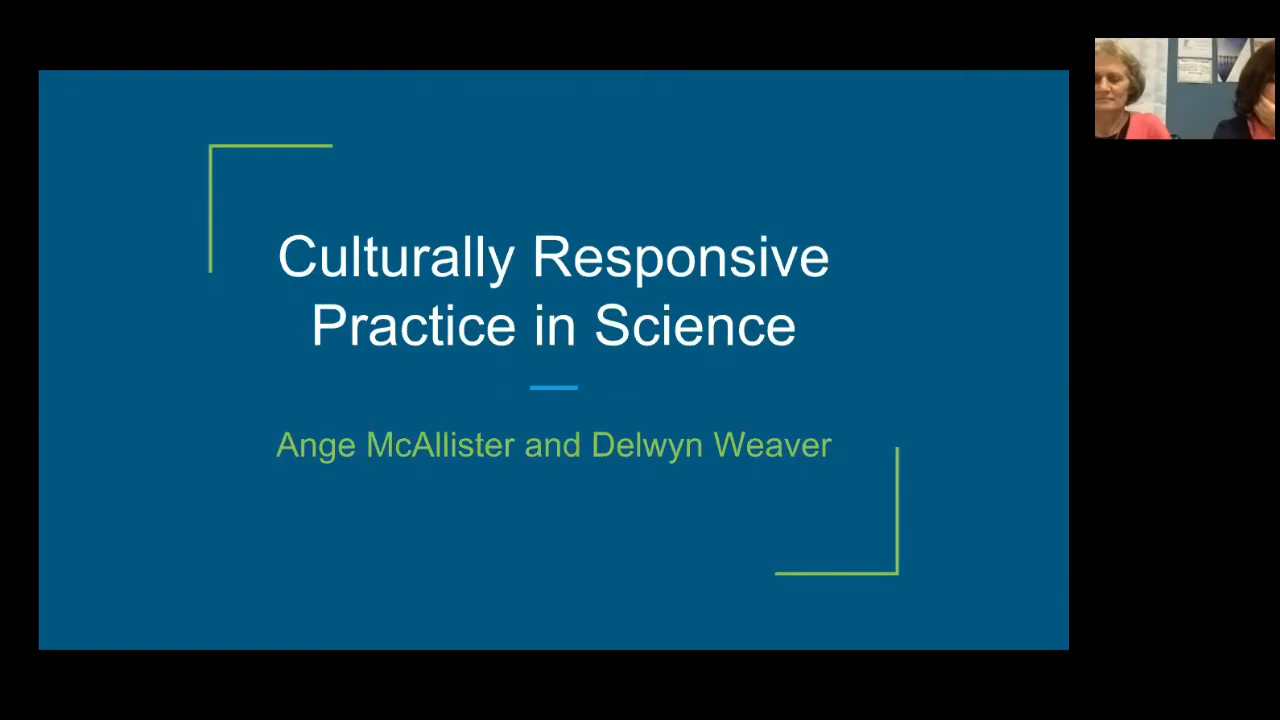 Culturally Responsive
Practice in Science
Ange McAllister and Delwyn Weaver